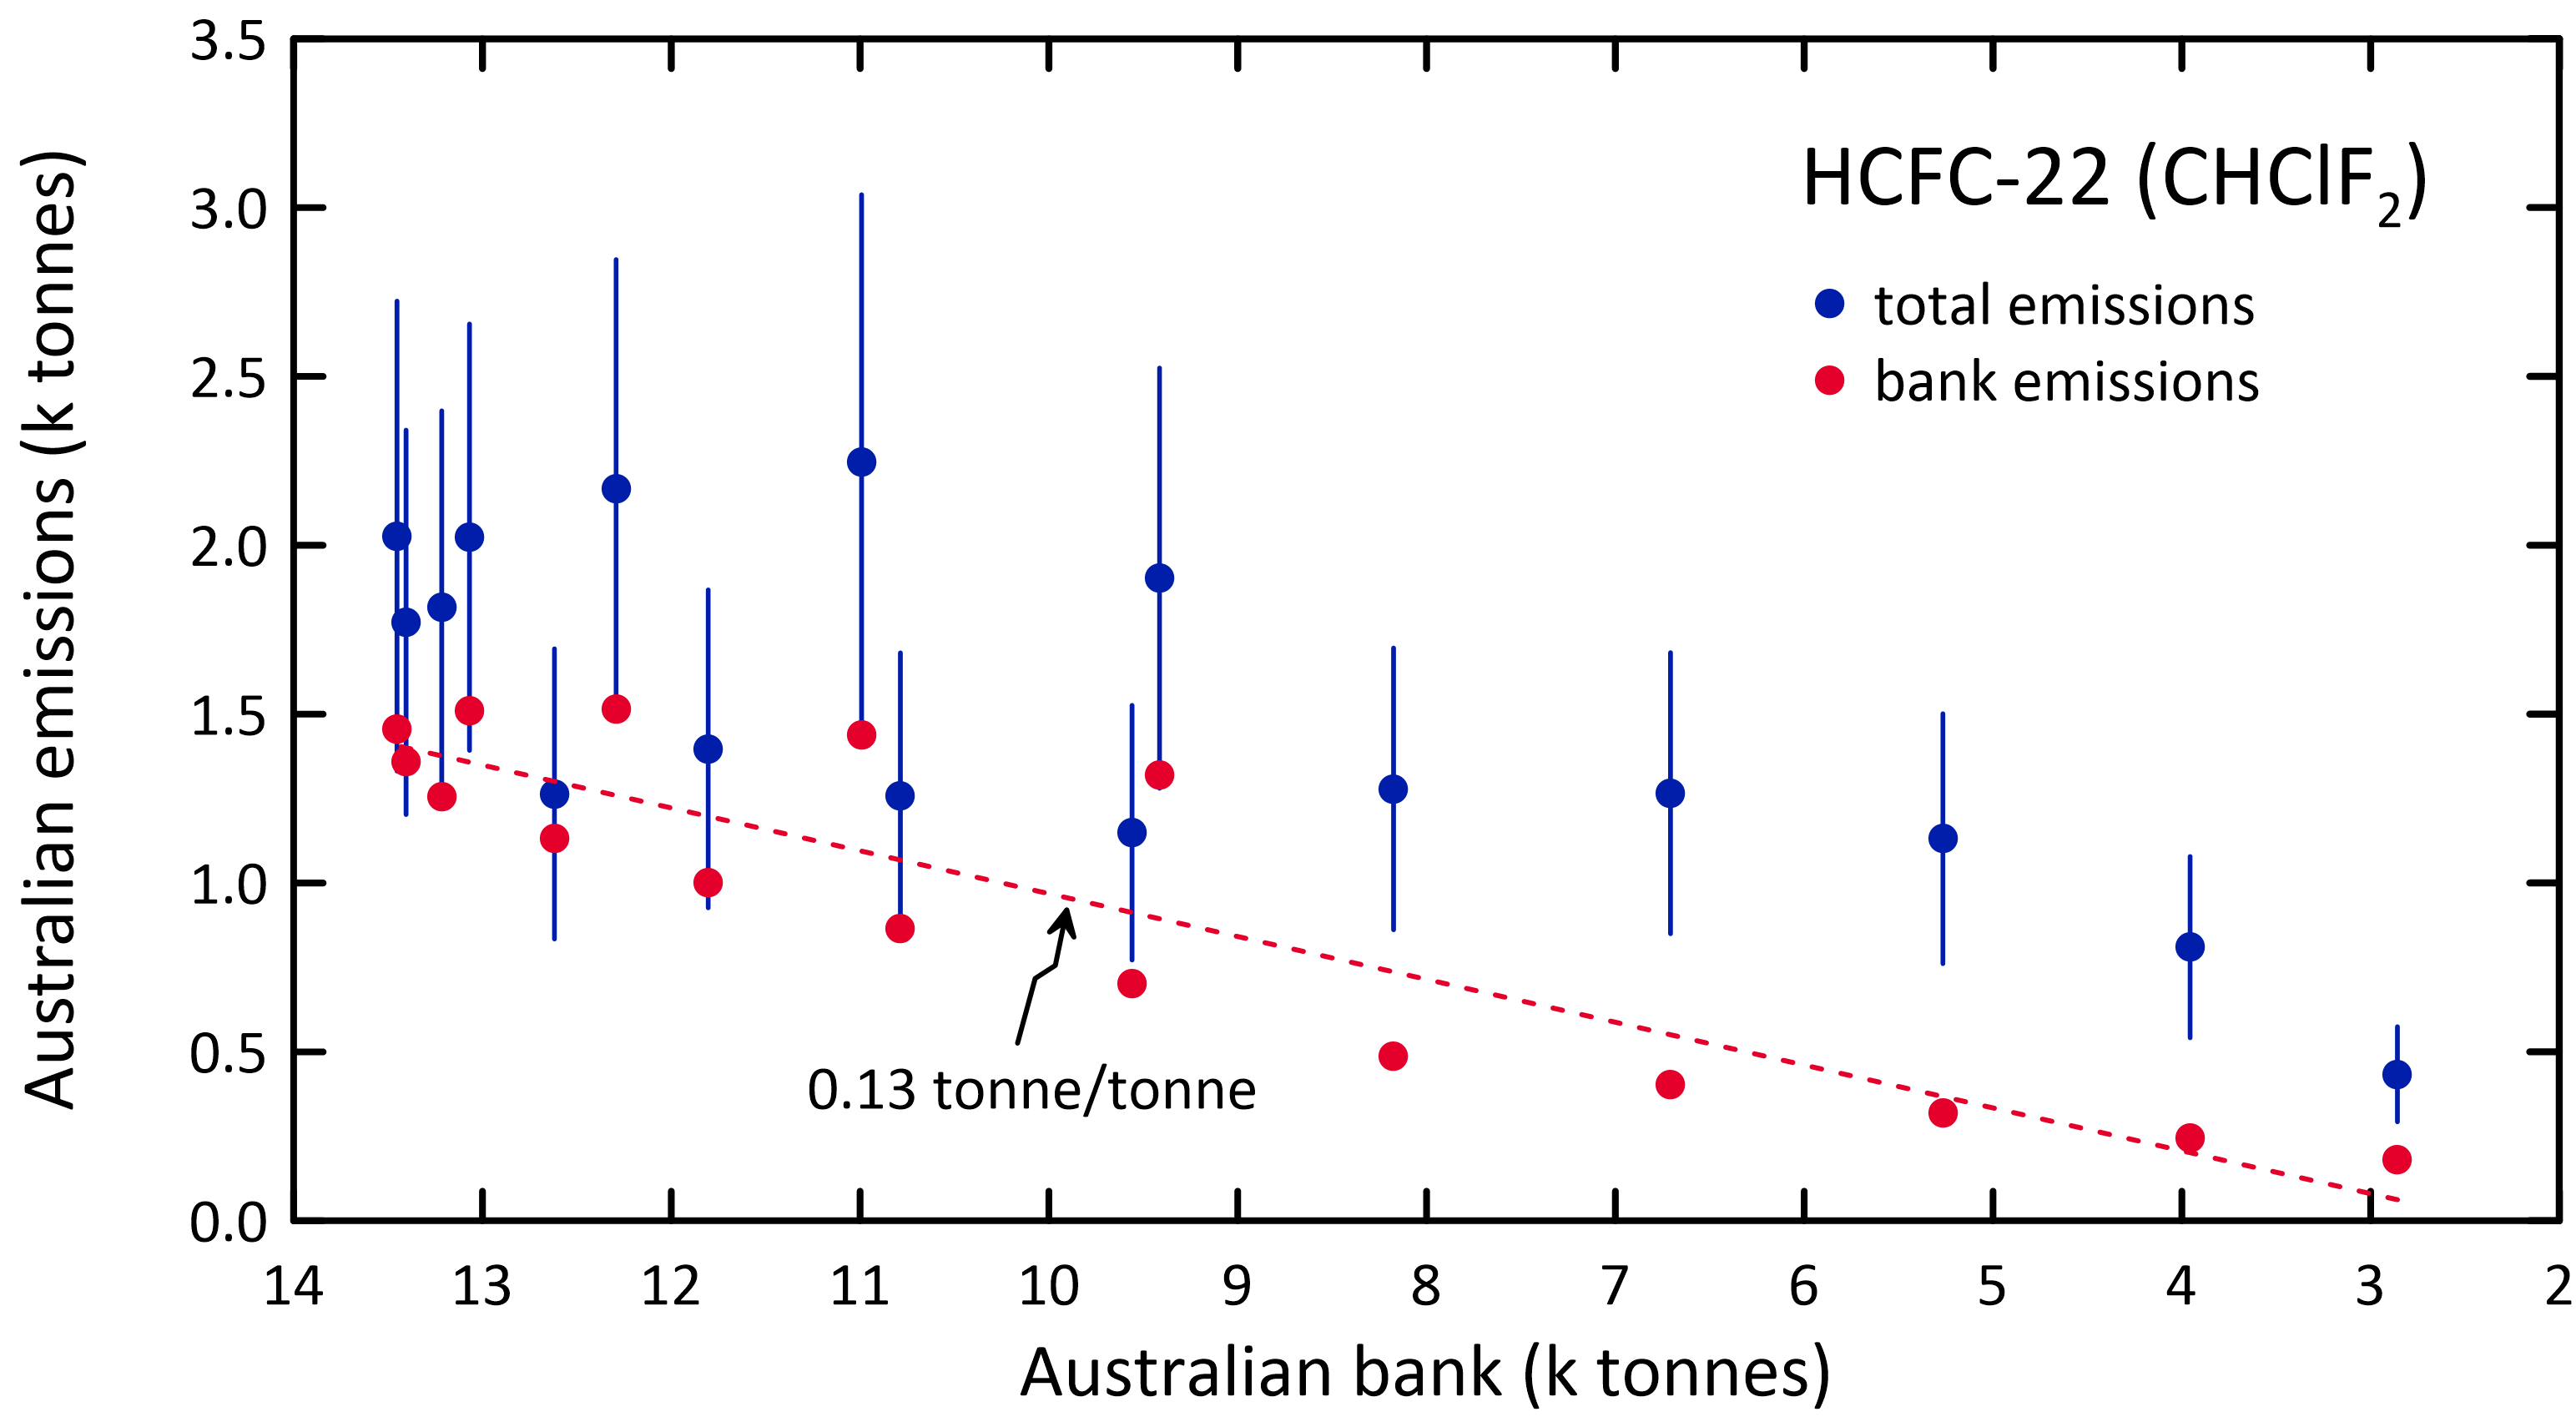 3.5
3.0
2.5
2.0
1.5
1.0
0.5
0.0
Australian emissions (k tonnes)
HCFC-22 (CHClF₂)
total emissions
bank emissions
0.13 tonne/tonne
14 13 12 11 10 9 8 7 6 5 4 3 2
Australian bank (k tonnes)